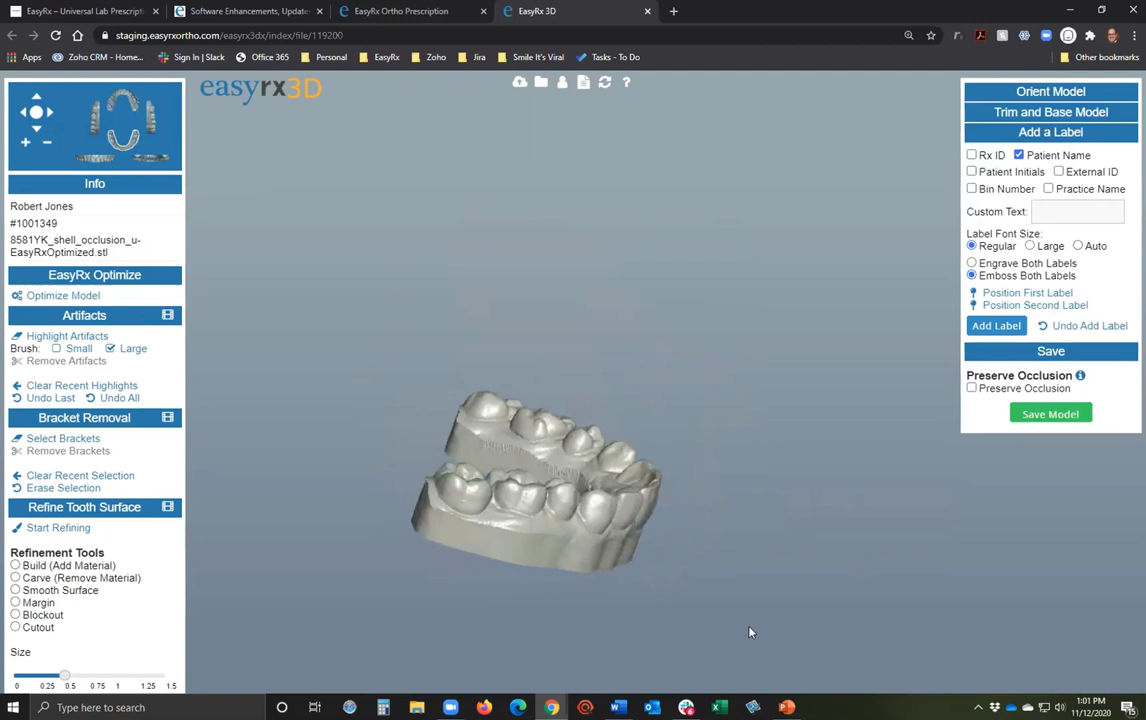 EasyRx – Universal Lab Prescripti
Software Enhancements, Update
EasyRx Ortho Prescription
EasyRx 3D
staging.easyrxortho.com/easyrx3dx/index/file/119200
Apps
Zoho CRM - Home...
Sign In | Slack
Office 365
Personal
EasyRx
Zoho
Jira
Smile It's Viral
Tasks - To Do
Other bookmarks
easyrx3D
Info
Robert Jones
#1001349
8581YK_shell_occlusion_u-
EasyRxOptimized.stl
EasyRx Optimize
Optimize Model
Artifacts
Highlight Artifacts
Brush: Small Large
Remove Artifacts
Clear Recent Highlights
Undo Last Undo All
Bracket Removal
Select Brackets
Remove Brackets
Clear Recent Selection
Erase Selection
Refine Tooth Surface
Start Refining
Refinement Tools
Build (Add Material)
Carve (Remove Material)
Smooth Surface
Margin
Blockout
Cutout
Size
0 0.25 0.5 0.75 1 1.25 1.5
Orient Model
Trim and Base Model
Add a Label
Rx ID Patient Name
Patient Initials External ID
Bin Number Practice Name
Custom Text:
Label Font Size:
Regular Large Auto
Engrave Both Labels
Emboss Both Labels
Position First Label
Position Second Label
Add Label Undo Add Label
Save
Preserve Occlusion
Preserve Occlusion
Save Model
Type here to search
1:01 PM
11/12/2020